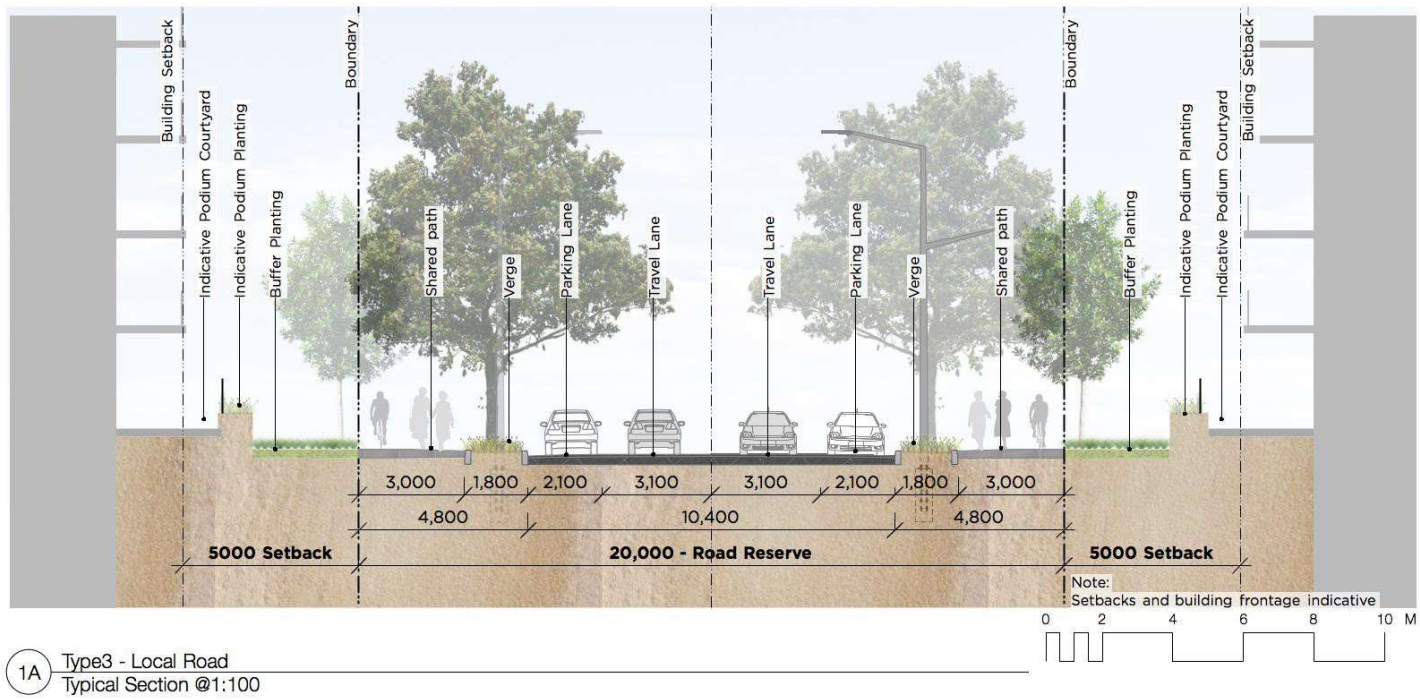 Building Setback
Indicative Podium Courtyard
Indicative Podium Planting
Buffer Planting
Boundary
Shared path
Verge
Parking Lane
Travel Lane
Travel Lane
Parking Lane
Verge
Shared path
Boundary
Buffer Planting
Indicative Podium Planting
Indicative Podium Courtyard
Building Setback
3,000 1,800 2,100 3,100 3,100 2,100 1,800 3,000
4,800 10,400 4,800
5000 Setback 20,000 - Road Reserve 5000 Setback
Note:
Setbacks and building frontage indicative
0 2 4 6 8 10 M
1A
Type3 - Local Road
Typical Section @1:100